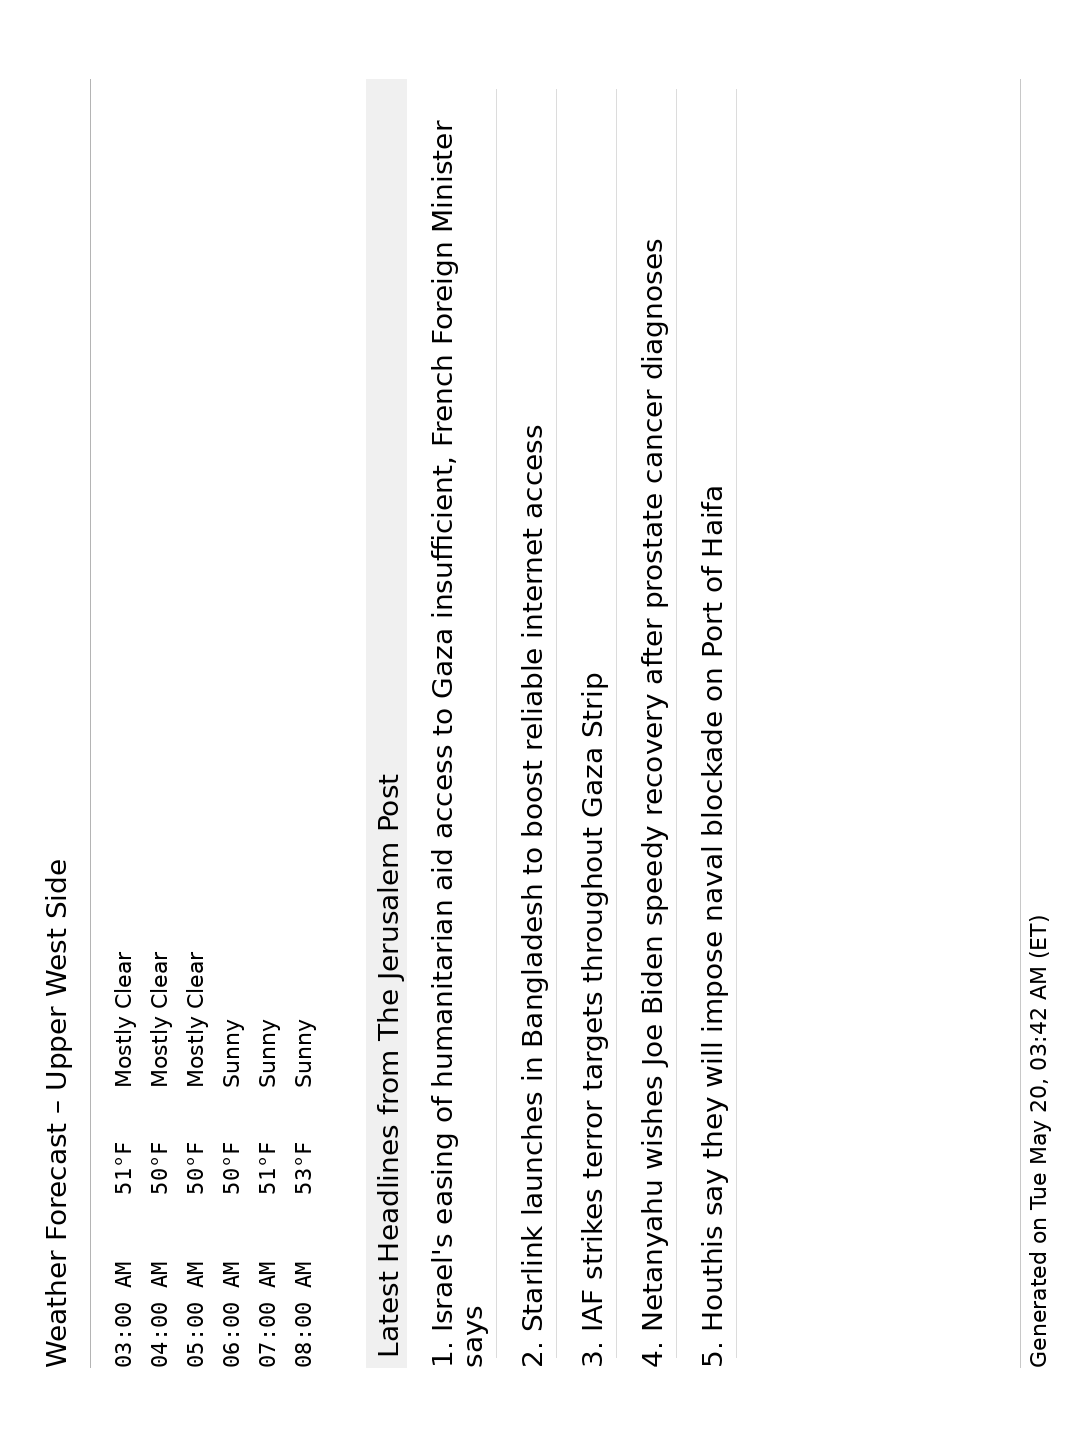 Weather Forecast – Upper West Side
03:00 AM 51°F Mostly Clear
04:00 AM 50°F Mostly Clear
05:00 AM 50°F Mostly Clear
06:00 AM 50°F Sunny
07:00 AM 51°F Sunny
08:00 AM 53°F Sunny
Latest Headlines from The Jerusalem Post
1. Israel's easing of humanitarian aid access to Gaza insufficient, French Foreign Minister
says
2. Starlink launches in Bangladesh to boost reliable internet access
3. IAF strikes terror targets throughout Gaza Strip
4. Netanyahu wishes Joe Biden speedy recovery after prostate cancer diagnoses
5. Houthis say they will impose naval blockade on Port of Haifa
Generated on Tue May 20, 03:42 AM (ET)